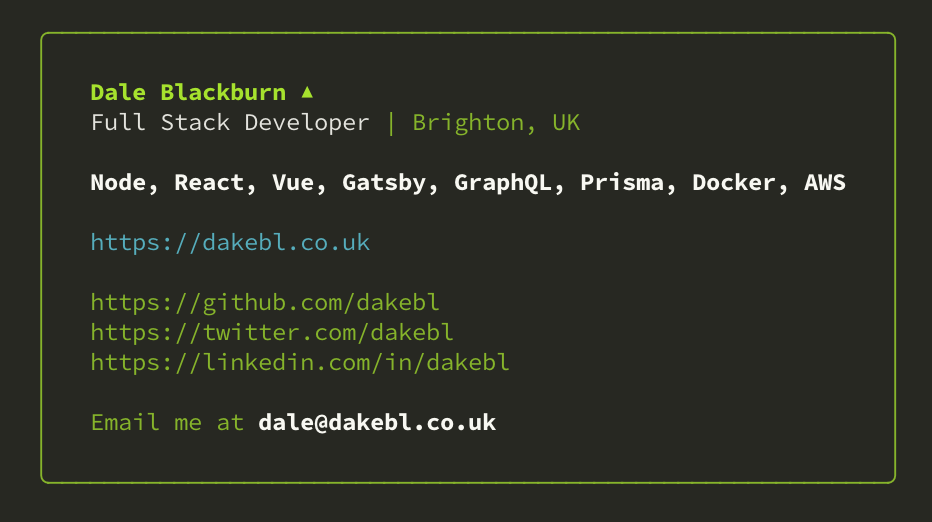 Dale Blackburn ▲
Full Stack Developer | Brighton, UK
Node, React, Vue, Gatsby, GraphQL, Prisma, Docker, AWS
https://dakebl.co.uk
https://github.com/dakebl
https://twitter.com/dakebl
https://linkedin.com/in/dakebl
Email me at dale@dakebl.co.uk